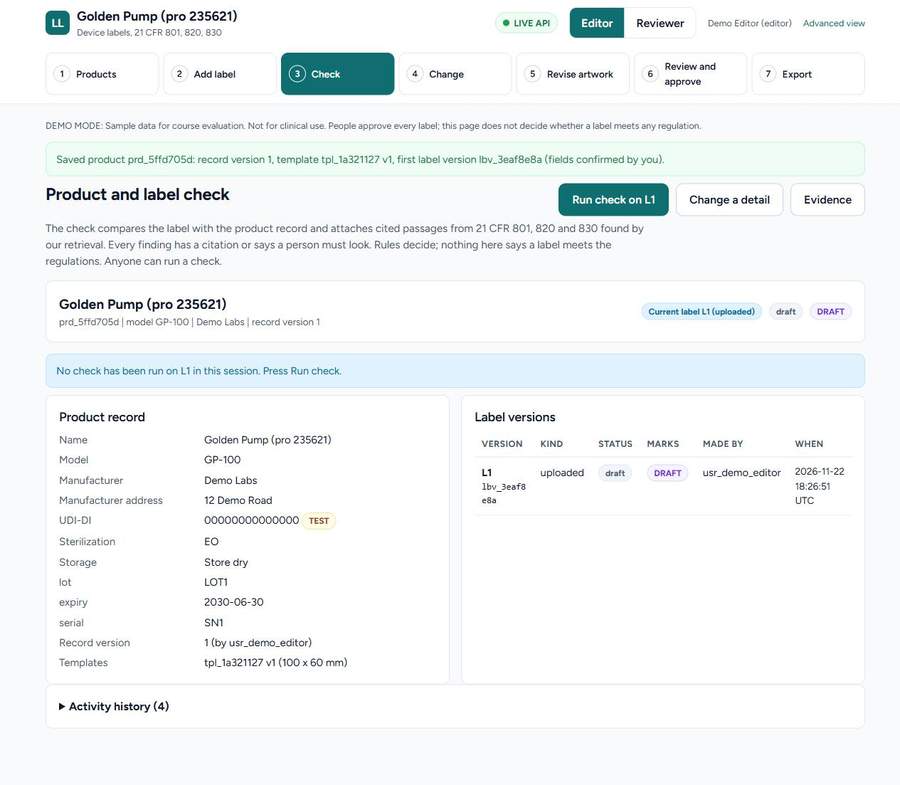 LL
Golden Pump (pro 235621)
Device labels, 21 CFR 801, 820, 830
LIVE API
Editor
Reviewer
Demo Editor (editor)
Advanced view
1 Products
2 Add label
3 Check
4 Change
5 Revise artwork
6 Review and
approve
7 Export
DEMO MODE: Sample data for course evaluation. Not for clinical use. People approve every label; this page does not decide whether a label meets any regulation.
Saved product prd_5ffd705d: record version 1, template tpl_1a321127 v1, first label version lbv_3eaf8e8a (fields confirmed by you).
Product and label check
Run check on L1
Change a detail
Evidence
The check compares the label with the product record and attaches cited passages from 21 CFR 801, 820 and 830 found by
our retrieval. Every finding has a citation or says a person must look. Rules decide; nothing here says a label meets the
regulations. Anyone can run a check.
Golden Pump (pro 235621)
prd_5ffd705d | model GP-100 | Demo Labs | record version 1
Current label L1 (uploaded)
draft
DRAFT
No check has been run on L1 in this session. Press Run check.
Product record
Name Golden Pump (pro 235621)
Model GP-100
Manufacturer Demo Labs
Manufacturer address 12 Demo Road
UDI-DI 00000000000000 TEST
Sterilization EO
Storage Store dry
lot LOT1
expiry 2030-06-30
serial SN1
Record version 1 (by usr_demo_editor)
Templates tpl_1a321127 v1 (100 x 60 mm)
Label versions
VERSION KIND STATUS MARKS MADE BY WHEN
L1 uploaded draft DRAFT usr_demo_editor 2026-11-22
lbv_3eaf8 18:26:51
e8a UTC
Activity history (4)